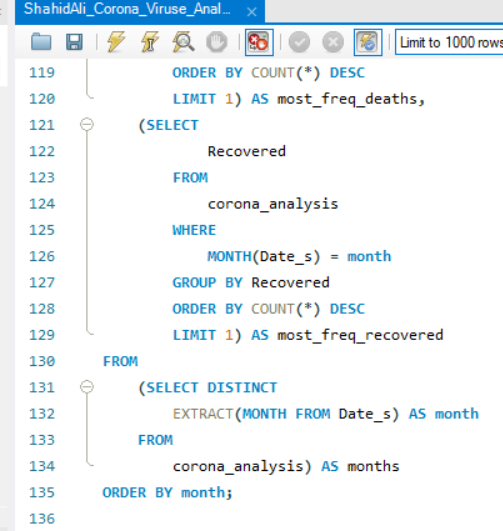 ShahidAli_Corona_Viruse_Anal...
Limit to 1000 rows
119 ORDER BY COUNT(*) DESC
120 LIMIT 1) AS most_freq_deaths,
121 (SELECT
122 Recovered
123 FROM
124 corona_analysis
125 WHERE
126 MONTH(Date_s) = month
127 GROUP BY Recovered
128 ORDER BY COUNT(*) DESC
129 LIMIT 1) AS most_freq_recovered
130 FROM
131 (SELECT DISTINCT
132 EXTRACT(MONTH FROM Date_s) AS month
133 FROM
134 corona_analysis) AS months
135 ORDER BY month;
136